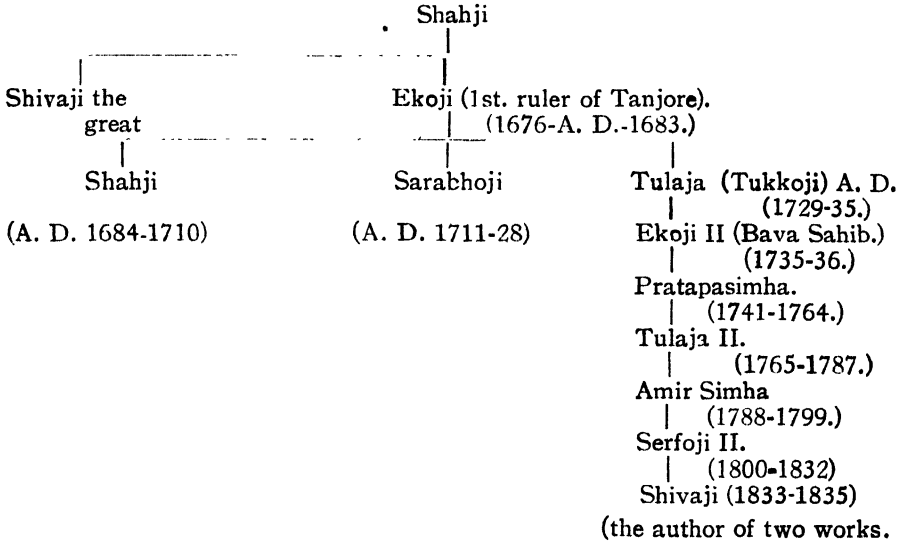 Shahji
Shivaji the
great
Ekoji (1st. ruler of Tanjore).
(1676-A. D.-1683.)
Shahji
Sarabhoji
Tulaja (Tukkoji) A. D.
(1729-35.)
(A. D. 1684-1710)
(A. D. 1711-28)
Ekoji II (Bava Sahib.)
(1735-36.)
Pratapasimha.
(1741-1764.)
Tulaja II.
(1765-1787.)
Amir Simha
(1788-1799.)
Serfoji II.
(1800-1832)
Shivaji (1833-1835)
(the author of two works.